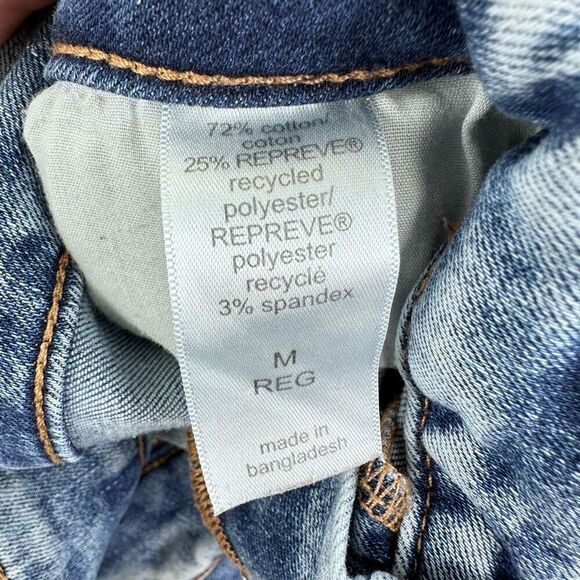 72% cotton/
coton
25% REPREVE®
recycled
polyester/
REPREVE®
polyester
recyclé
3% spandex
M
REG
made in
bangladesh